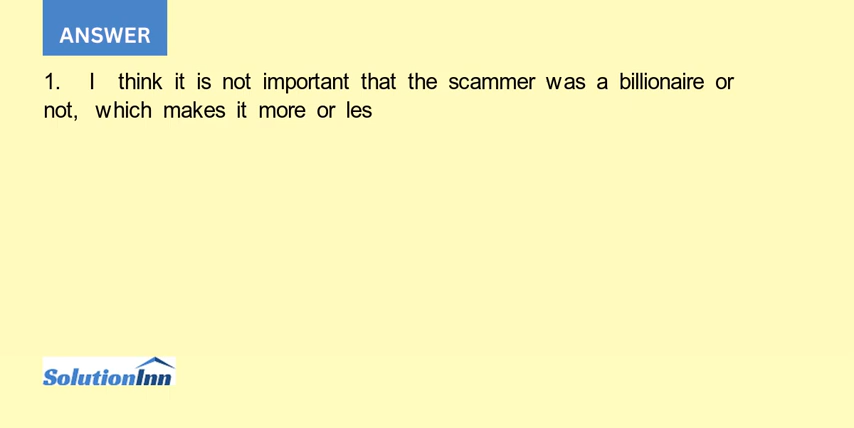 ANSWER
1. I think it is not important that the scammer was a billionaire or
not, which makes it more or les
SolutionInn